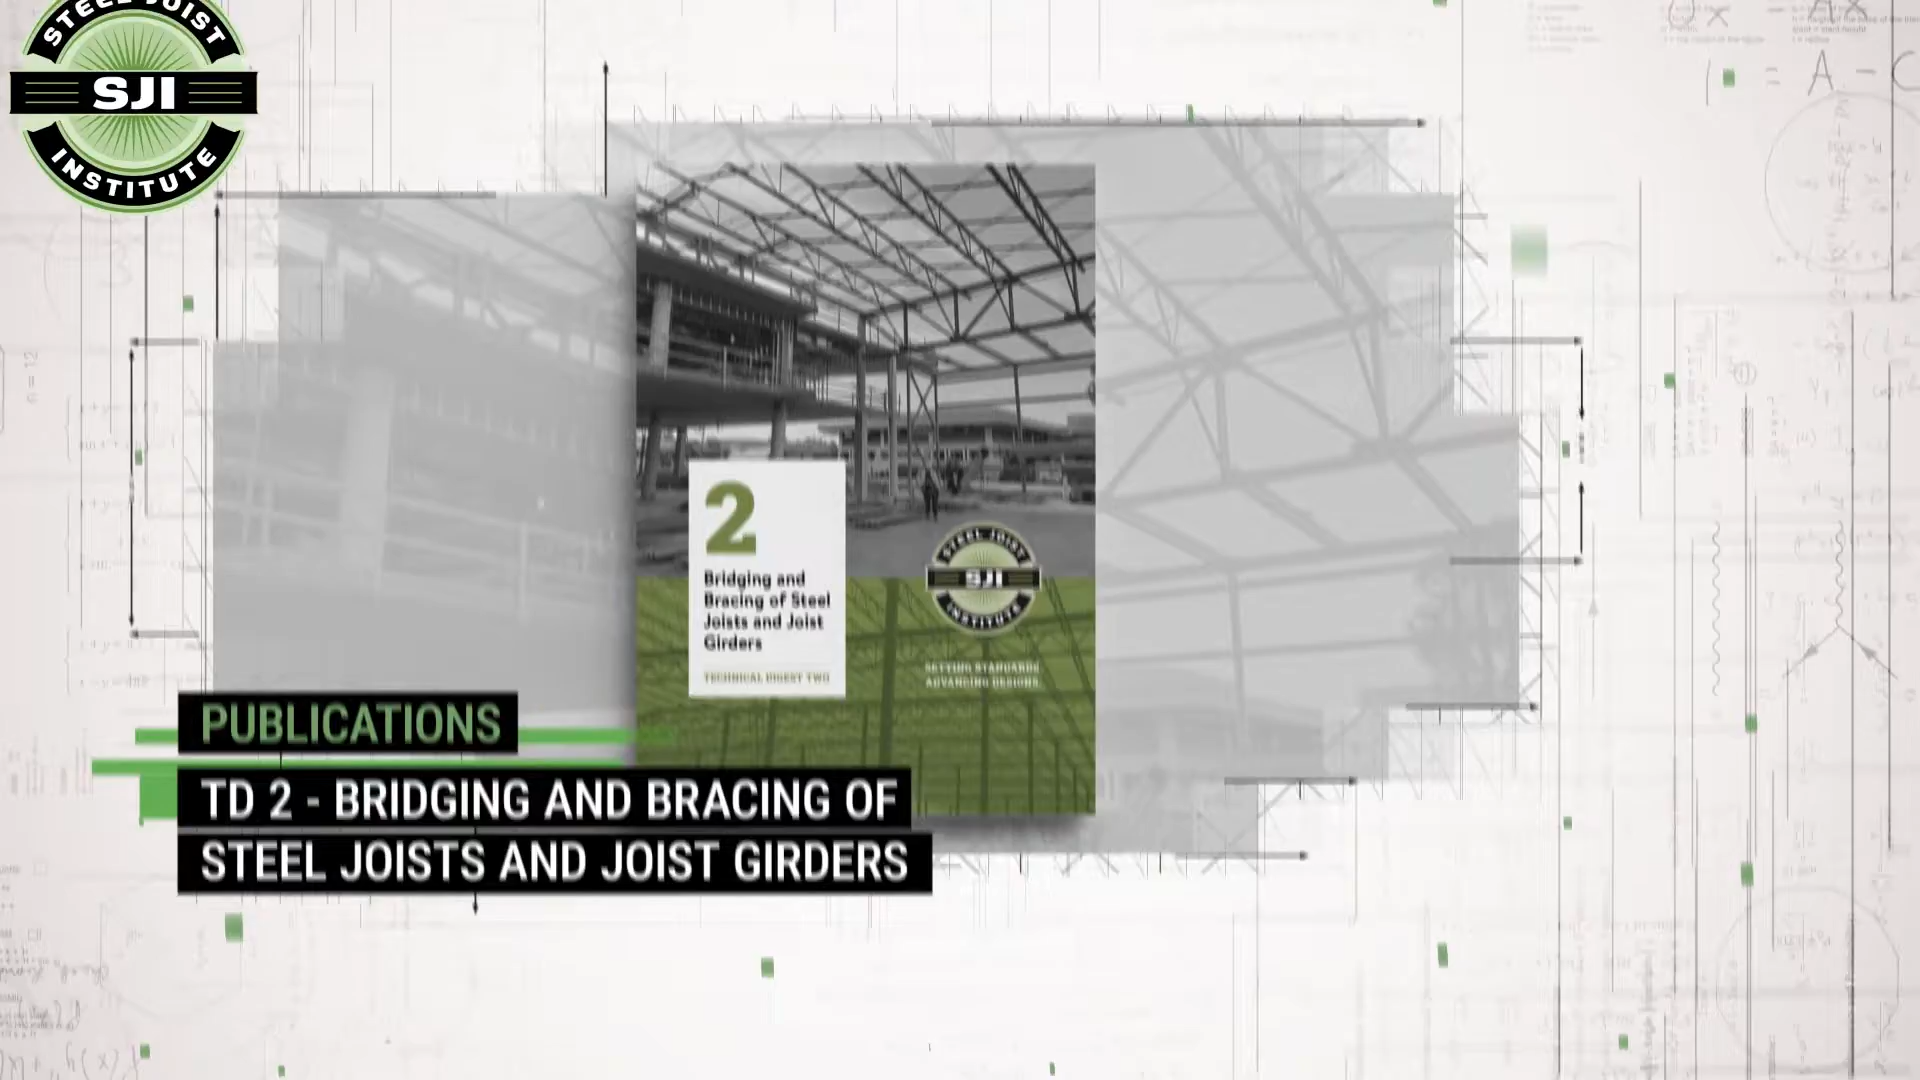 STEEL JOIST
SJI
INSTITUTE
2
Bridging and
Bracing of Steel
Joists and Joist
Girders
TECHNICAL DIGEST TWO
STEEL JOIST
SJI
INSTITUTE
SETTING STANDARDS
ADVANCING DESIGNS
PUBLICATIONS
TD 2 - BRIDGING AND BRACING OF
STEEL JOISTS AND JOIST GIRDERS
n = 12
= A - C